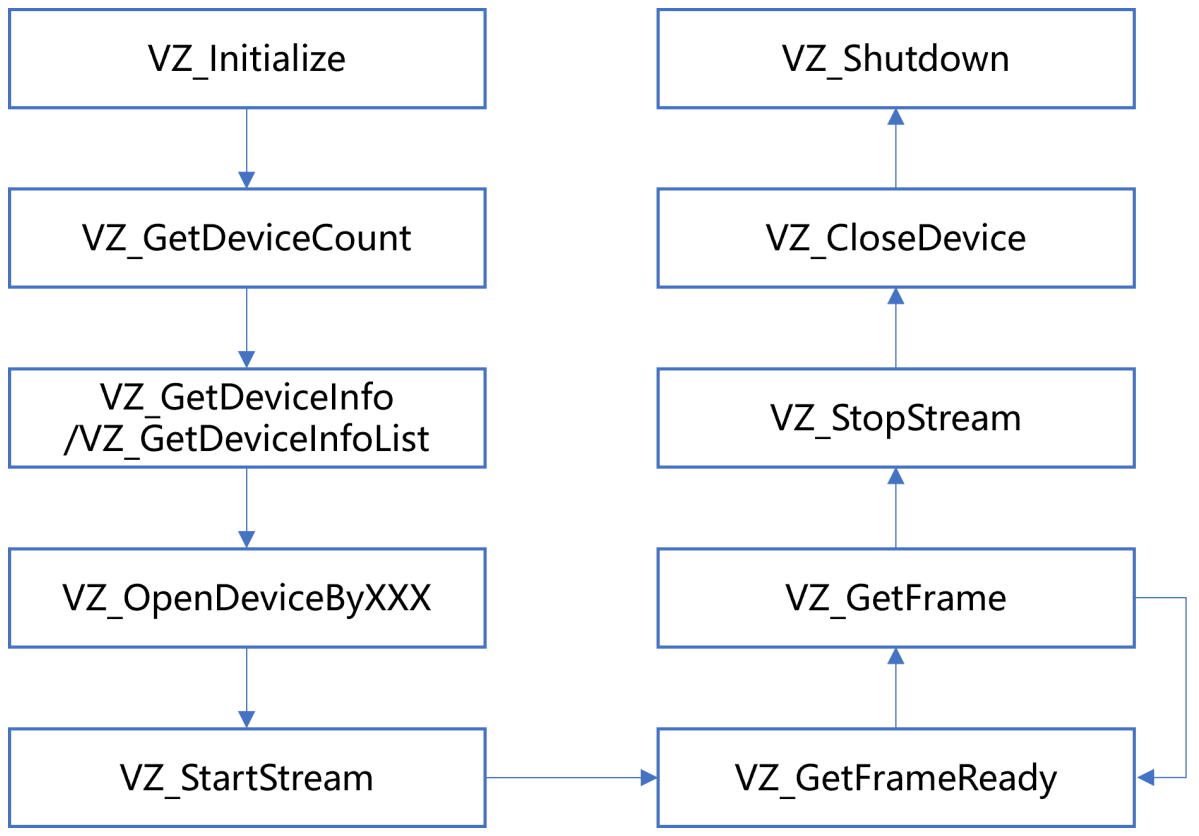 VZ_Initialize
VZ_GetDeviceCount
VZ_GetDeviceInfo
/VZ_GetDeviceInfoList
VZ_OpenDeviceByXXX
VZ_StartStream
VZ_GetFrameReady
VZ_GetFrame
VZ_StopStream
VZ_CloseDevice
VZ_Shutdown